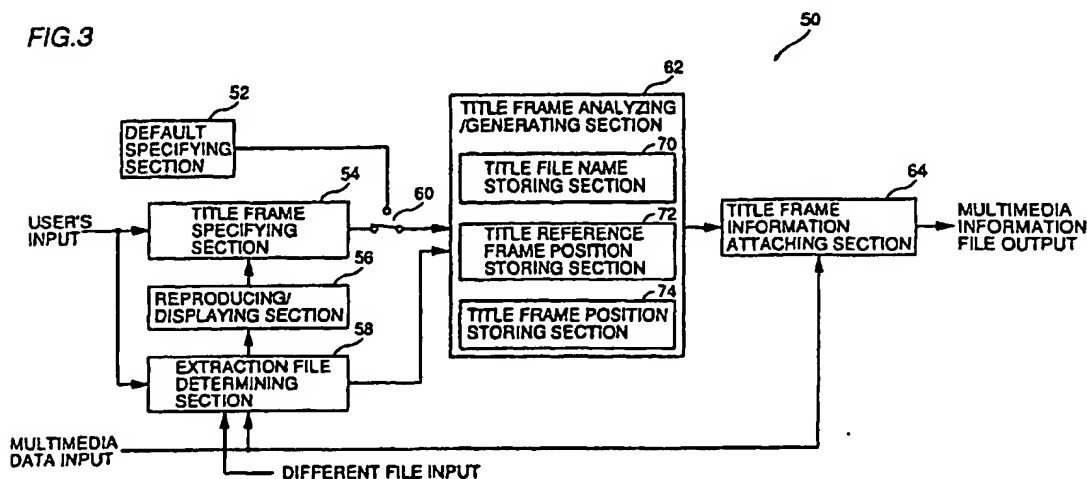 FIG.3
50
52
DEFAULT
SPECIFYING
SECTION
62
TITLE FRAME ANALYZING
/GENERATING SECTION
70
TITLE FILE NAME
STORING SECTION
54
TITLE FRAME
SPECIFYING
SECTION
60
USER'S
INPUT
72
TITLE REFERENCE
FRAME POSITION
STORING SECTION
64
TITLE FRAME
INFORMATION
ATTACHING SECTION
MULTIMEDIA
INFORMATION
FILE OUTPUT
56
REPRODUCING/
DISPLAYING SECTION
74
TITLE FRAME POSITION
STORING SECTION
58
EXTRACTION FILE
DETERMINING
SECTION
MULTIMEDIA
DATA INPUT
DIFFERENT FILE INPUT